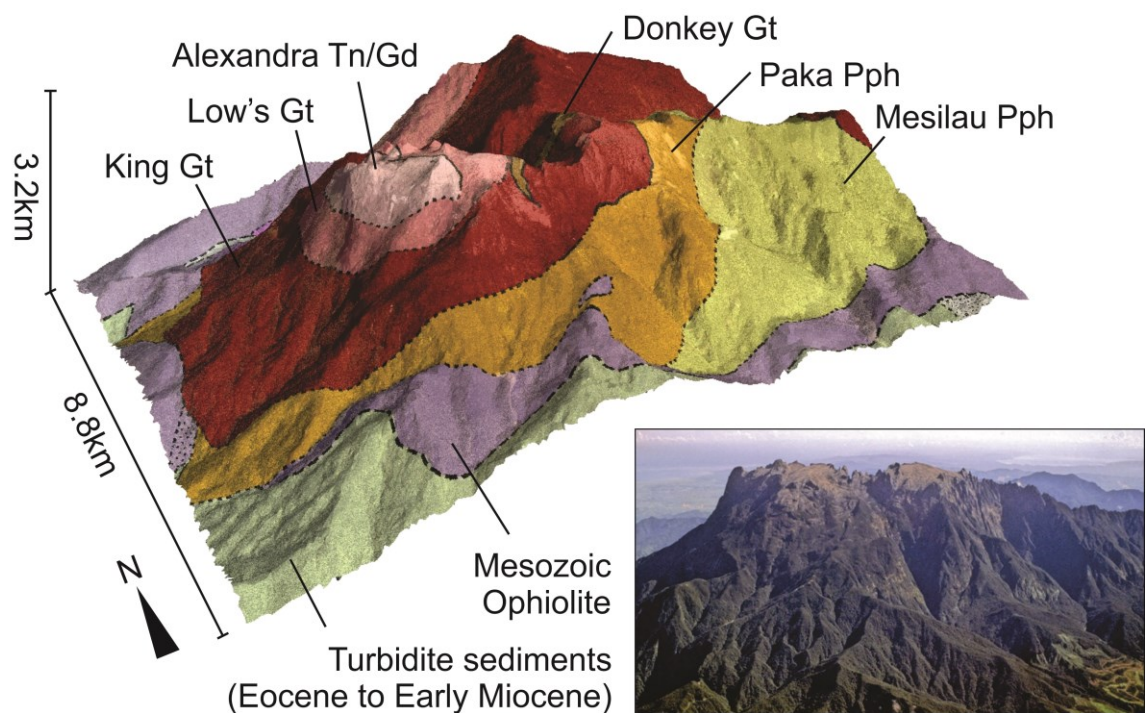 Donkey Gt
Alexandra Tn/Gd
Paka Pph
Low's Gt
Mesilau Pph
King Gt
3.2km
8.8km
N
Mesozoic
Ophiolite
Turbidite sediments
(Eocene to Early Miocene)